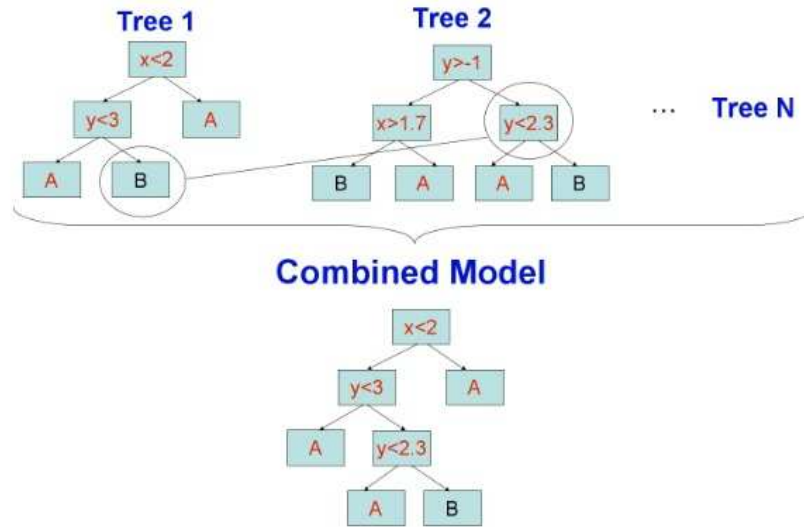 Tree 1
Tree 2
x<2
y>-1
y<3
A
x>1.7
y<2.3
...
Tree N
A
B
B
A
A
B
Combined Model
x<2
y<3
A
A
y<2.3
A
B